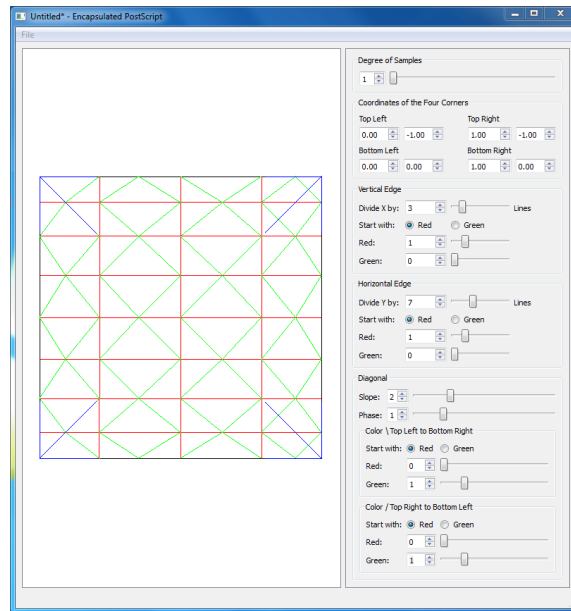 Untitled* - Encapsulated PostScript
File
Degree of Samples
1
Coordinates of the Four Corners
Top Left Top Right
0.00 -1.00 1.00 -1.00
Bottom Left Bottom Right
0.00 0.00 1.00 0.00
Vertical Edge
Divide X by: 3 Lines
Start with: Red Green
Red: 1
Green: 0
Horizontal Edge
Divide Y by: 7 Lines
Start with: Red Green
Red: 1
Green: 0
Diagonal
Slope: 2
Phase: 1
Color \ Top Left to Bottom Right
Start with: Red Green
Red: 0
Green: 1
Color / Top Right to Bottom Left
Start with: Red Green
Red: 0
Green: 1